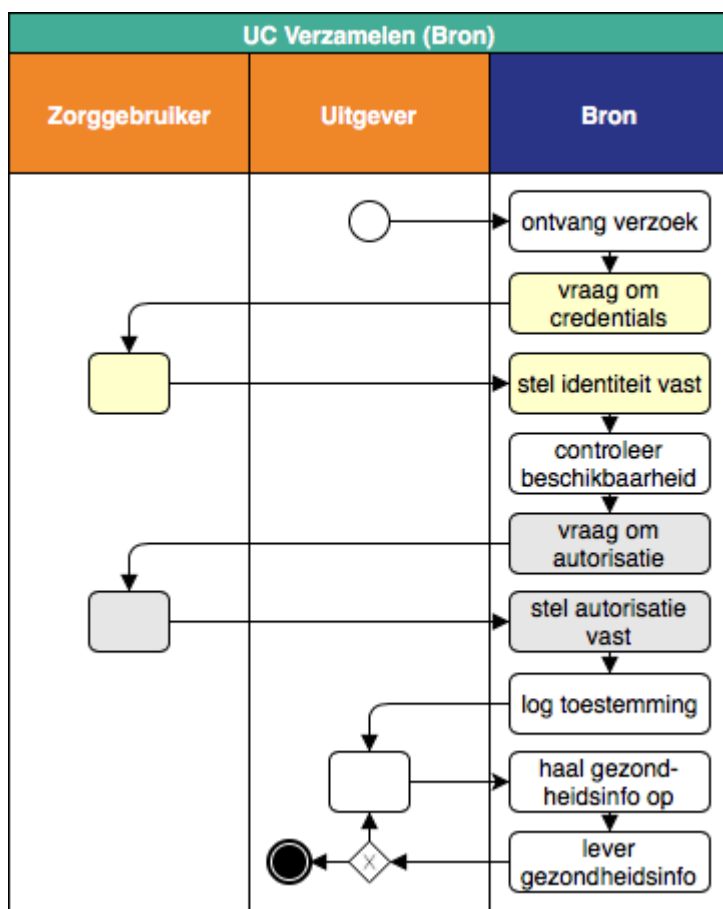 UC Verzamelen (Bron)
Zorggebruiker
Uitgever
Bron
ontvang verzoek
vraag om
credentials
stel identiteit vast
controleer
beschikbaarheid
vraag om
autorisatie
stel autorisatie
vast
log toestemming
haal gezond-
heidsinfo op
lever
gezondheidsinfo
X